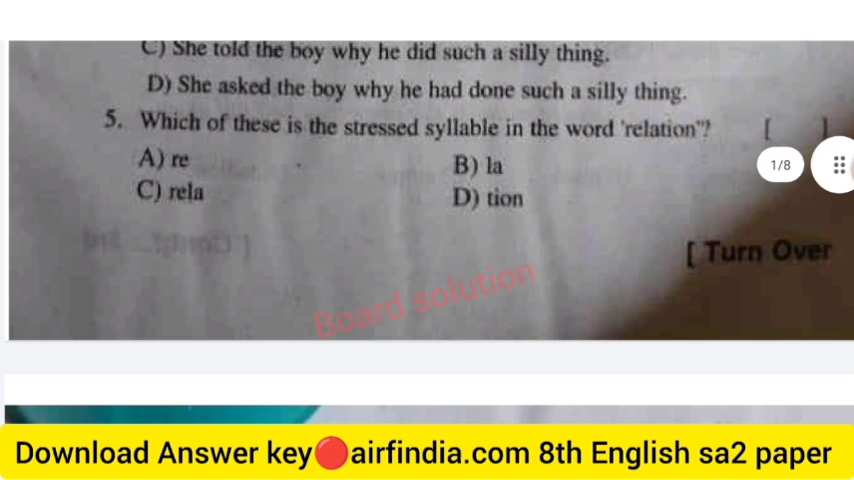 C) She told the boy why he did such a silly thing.
D) She asked the boy why he had done such a silly thing.
5. Which of these is the stressed syllable in the word 'relation"? [ ]
A) re B) la
1/8
C) rela D) tion
[ Turn Over
Board solution
Download Answer key🔴airfindia.com 8th English sa2 paper